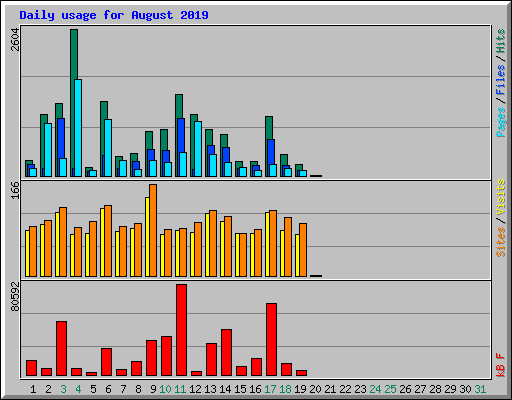 Daily usage for August 2019
2604
Pages/Files/Hits
166
Sites/Visits
80592
kB F
1 2 3 4 5 6 7 8 9 10 11 12 13 14 15 16 17 18 19 20 21 22 23 24 25 26 27 28 29 30 31